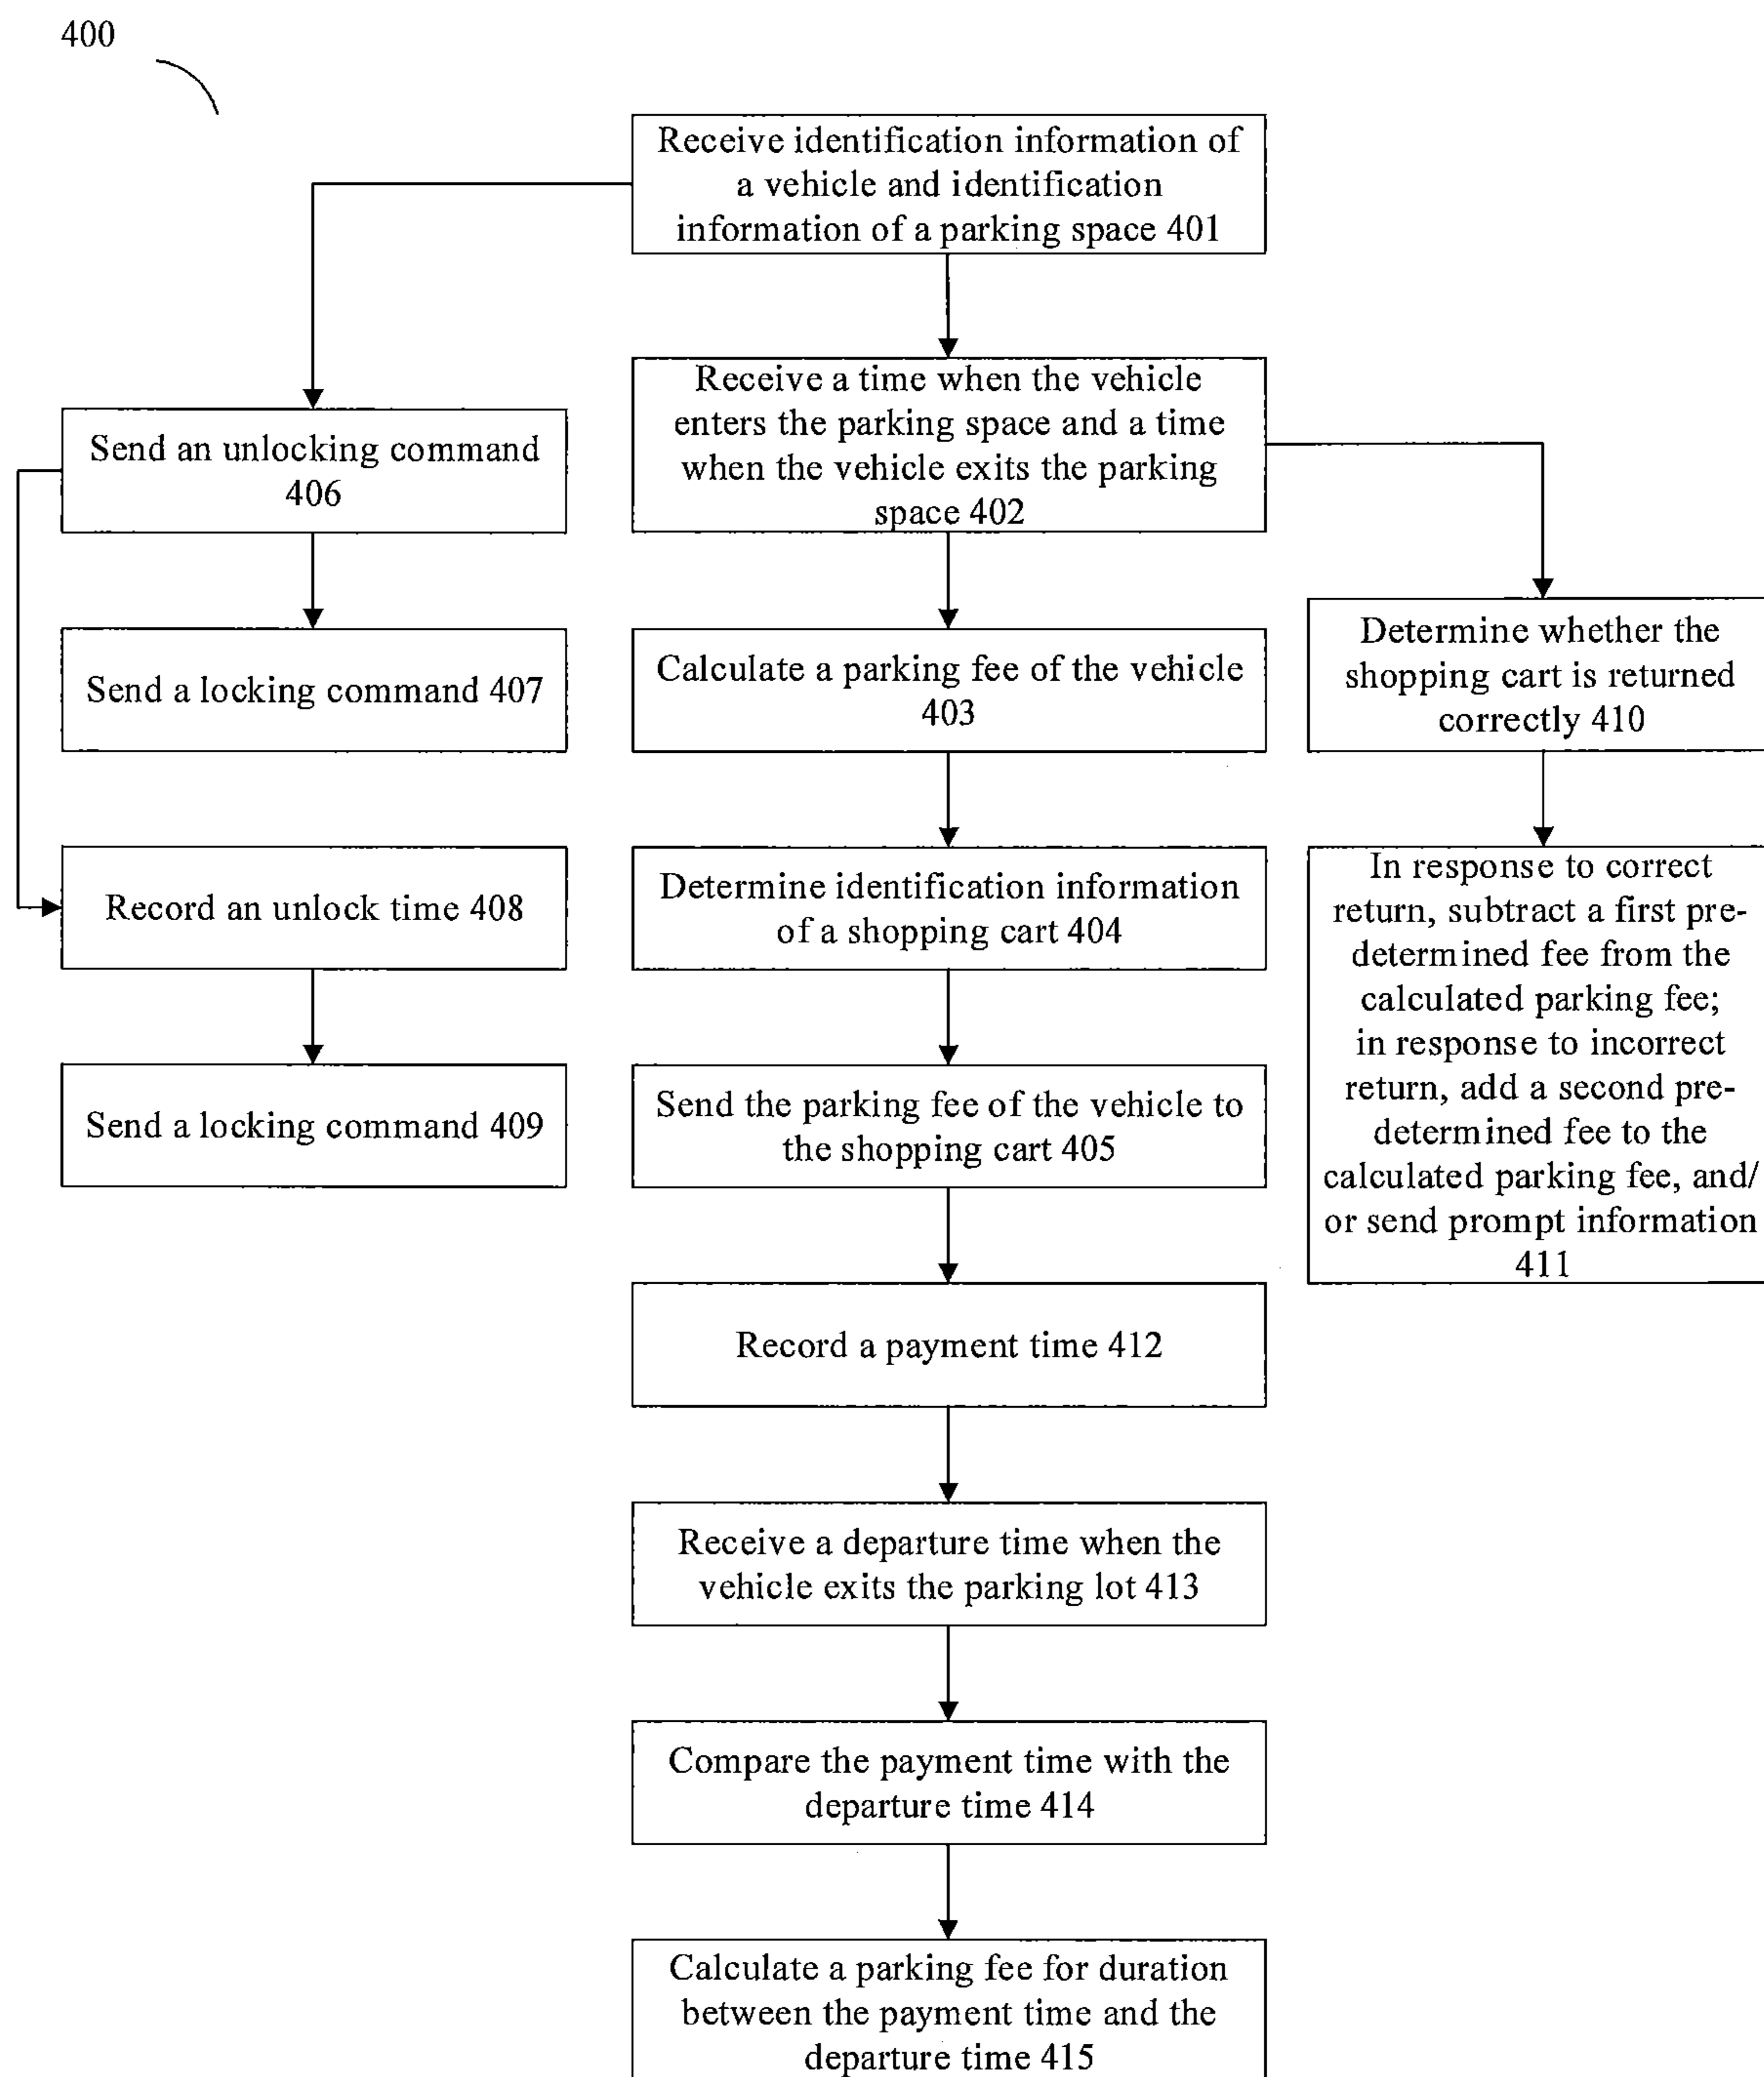 400
Receive identification information of
a vehicle and identification
information of a parking space 401
Receive a time when the vehicle
enters the parking space and a time
when the vehicle exits the parking
space 402
Send an unlocking command
406
Send a locking command 407
Calculate a parking fee of the vehicle
403
Determine whether the
shopping cart is returned
correctly 410
Record an unlock time 408
Determine identification information
of a shopping cart 404
In response to correct
return, subtract a first pre-
determined fee from the
calculated parking fee;
in response to incorrect
return, add a second pre-
determined fee to the
calculated parking fee, and/
or send prompt information
411
Send a locking command 409
Send the parking fee of the vehicle to
the shopping cart 405
Record a payment time 412
Receive a departure time when the
vehicle exits the parking lot 413
Compare the payment time with the
departure time 414
Calculate a parking fee for duration
between the payment time and the
departure time 415